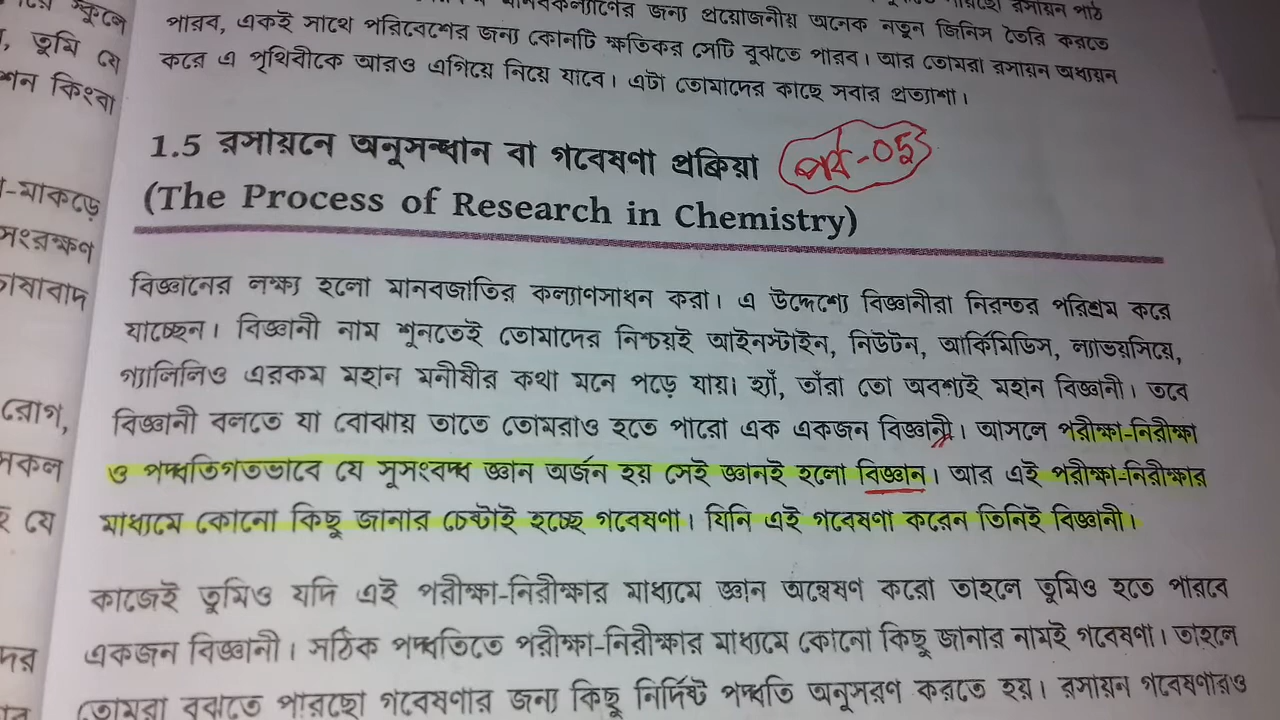 স্কুলে
, তুমি যে
শন কিংবা
-মাকড়ে
সংরক্ষণ
চাষাবাদ
রোগ,
সকল
ই যে
দের
মানবকল্যাণের জন্য প্রয়োজনীয় অনেক নতুন জিনিস তৈরি করতে
পারব, একই সাথে পরিবেশের জন্য কোনটি ক্ষতিকর সেটি বুঝতে পারব। আর তোমরা রসায়ন অধ্যয়ন
করে এ পৃথিবীকে আরও এগিয়ে নিয়ে যাবে। এটা তোমাদের কাছে সবার প্রত্যাশা।
1.5 রসায়নে অনুসন্ধান বা গবেষণা প্রক্রিয়া
পর্ব-05
(The Process of Research in Chemistry)
বিজ্ঞানের লক্ষ্য হলো মানবজাতির কল্যাণসাধন করা। এ উদ্দেশ্যে বিজ্ঞানীরা নিরন্তর পরিশ্রম করে
যাচ্ছেন। বিজ্ঞানী নাম শুনতেই তোমাদের নিশ্চয়ই আইনস্টাইন, নিউটন, আর্কিমিডিস, ল্যাভয়সিয়ে,
গ্যালিলিও এরকম মহান মনীষীর কথা মনে পড়ে যায়। হ্যাঁ, তাঁরা তো অবশ্যই মহান বিজ্ঞানী। তবে
বিজ্ঞানী বলতে যা বোঝায় তাতে তোমরাও হতে পারো এক একজন বিজ্ঞানী। আসলে পরীক্ষা-নিরীক্ষা
ও পদ্ধতিগতভাবে যে সুসংবদ্ধ জ্ঞান অর্জন হয় সেই জ্ঞানই হলো বিজ্ঞান। আর এই পরীক্ষা-নিরীক্ষার
মাধ্যমে কোনো কিছু জানার চেষ্টাই হচ্ছে গবেষণা। যিনি এই গবেষণা করেন তিনিই বিজ্ঞানী।
কাজেই তুমিও যদি এই পরীক্ষা-নিরীক্ষার মাধ্যমে জ্ঞান অন্বেষণ করো তাহলে তুমিও হতে পারবে
একজন বিজ্ঞানী। সঠিক পদ্ধতিতে পরীক্ষা-নিরীক্ষার মাধ্যমে কোনো কিছু জানার নামই গবেষণা। তাহলে
তোমরা বুঝতে পারছো গবেষণার জন্য কিছু নির্দিষ্ট পদ্ধতি অনুসরণ করতে হয়। রসায়ন গবেষণারও